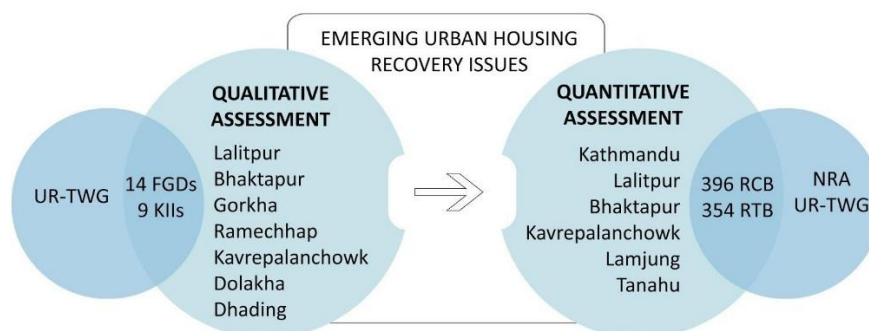 EMERGING URBAN HOUSING
RECOVERY ISSUES
QUALITATIVE
ASSESSMENT
Lalitpur
Bhaktapur
Gorkha
Ramechhap
Kavrepalanchowk
Dolakha
Dhading
UR-TWG
14 FGDs
9 KIIs
QUANTITATIVE
ASSESSMENT
Kathmandu
Lalitpur
Bhaktapur
Kavrepalanchowk
Lamjung
Tanahu
396 RCB
354 RTB
NRA
UR-TWG